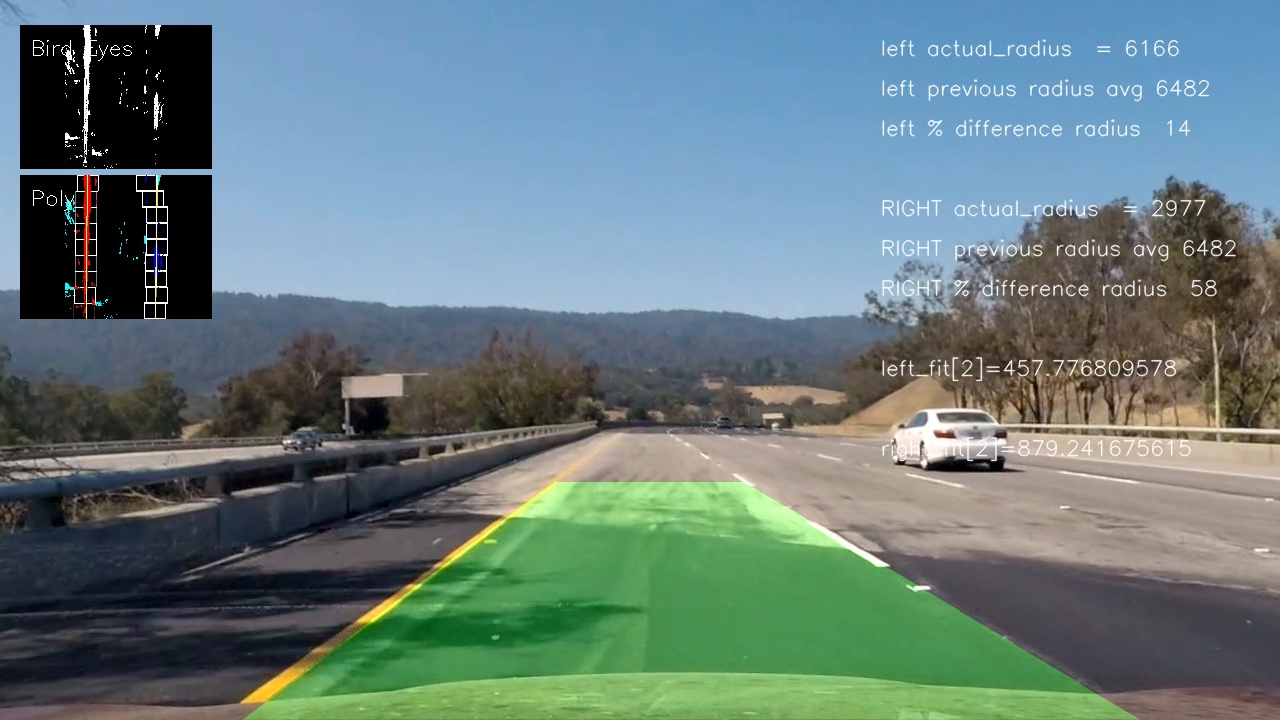 Bird Eyes
Poly
left actual_radius = 6166
left previous radius avg 6482
left % difference radius 14
RIGHT actual_radius = 2977
RIGHT previous radius avg 6482
RIGHT % difference radius 58
left_fit[2]=457.776809578
right_fit[2]=879.241675615